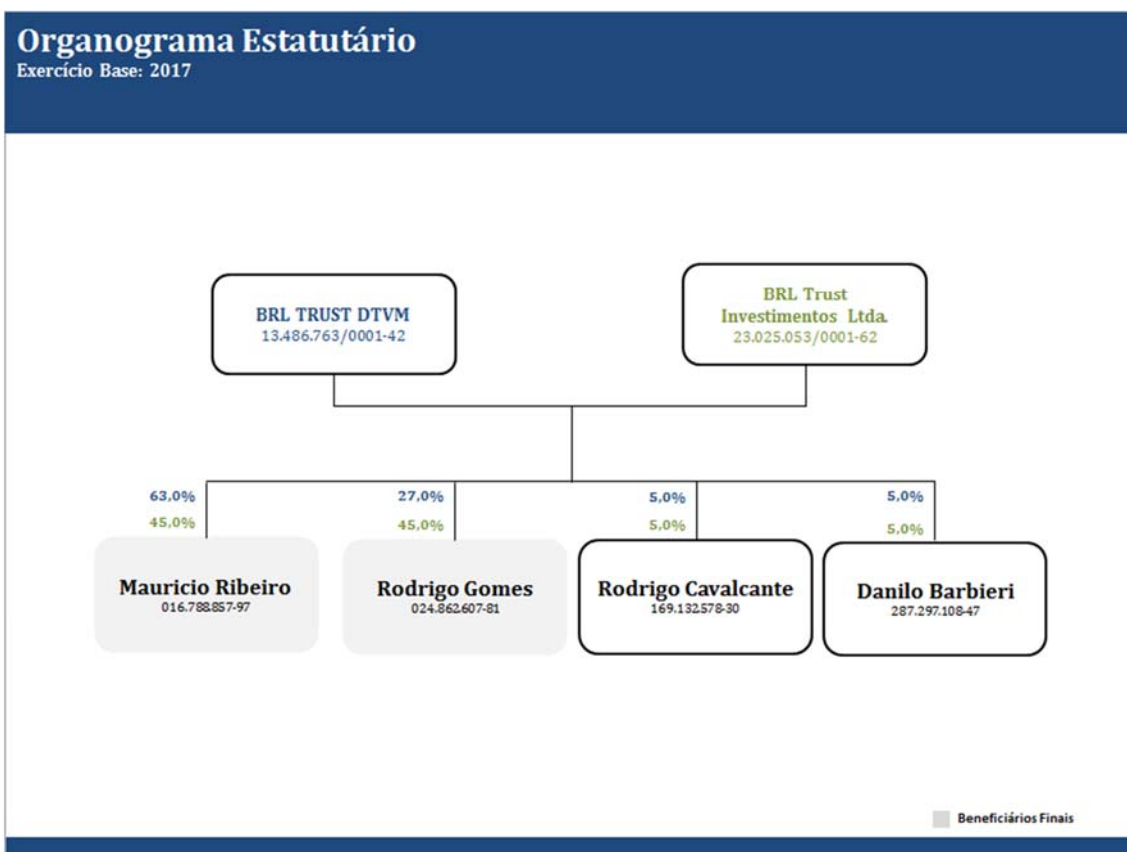 Organograma Estatutário
Exercício Base: 2017
BRL TRUST DTVM
13.486.763/0001-42
BRL Trust
Investimentos Ltda.
23.025.053/0001-62
63,0%
45,0%
27,0%
45,0%
5,0%
5,0%
5,0%
5,0%
Mauricio Ribeiro
016.788.857-97
Rodrigo Gomes
024.862.607-81
Rodrigo Cavalcante
169.132.578-30
Danilo Barbieri
287.297.108-47
Beneficiários Finais